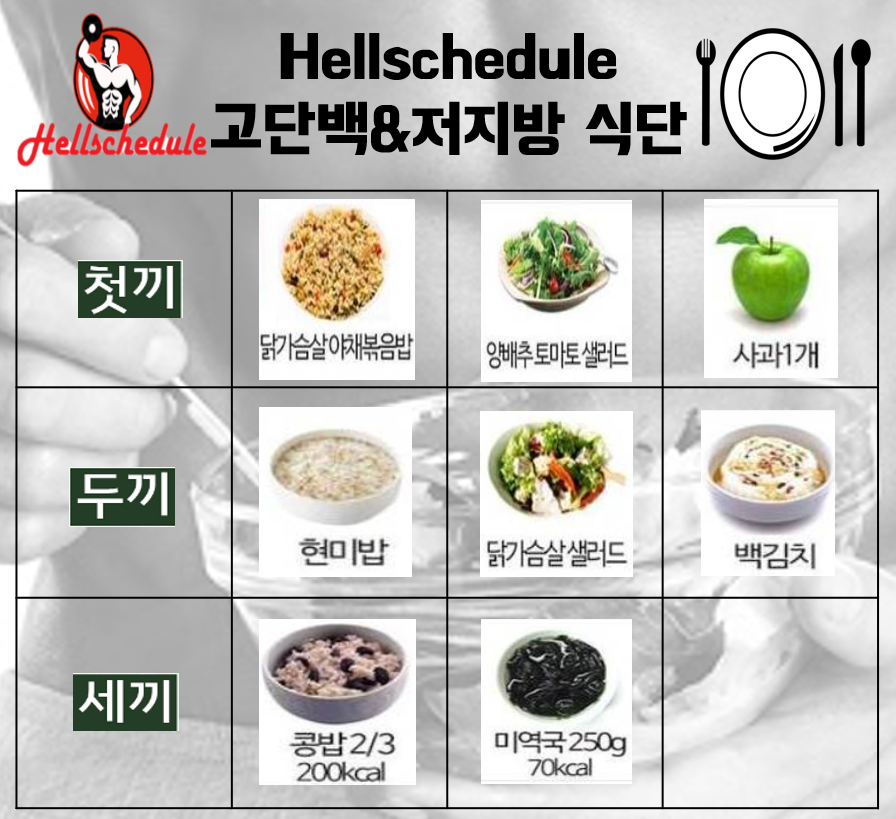 Hellschedule
Hellschedule
고단백&저지방 식단
첫끼
닭가슴살야채볶음밥
양배추토마토 샐러드
사과1개
두끼
현미밥
닭가슴살샐러드
백김치
세끼
콩밥 2/3
200kcal
미역국 250g
70kcal